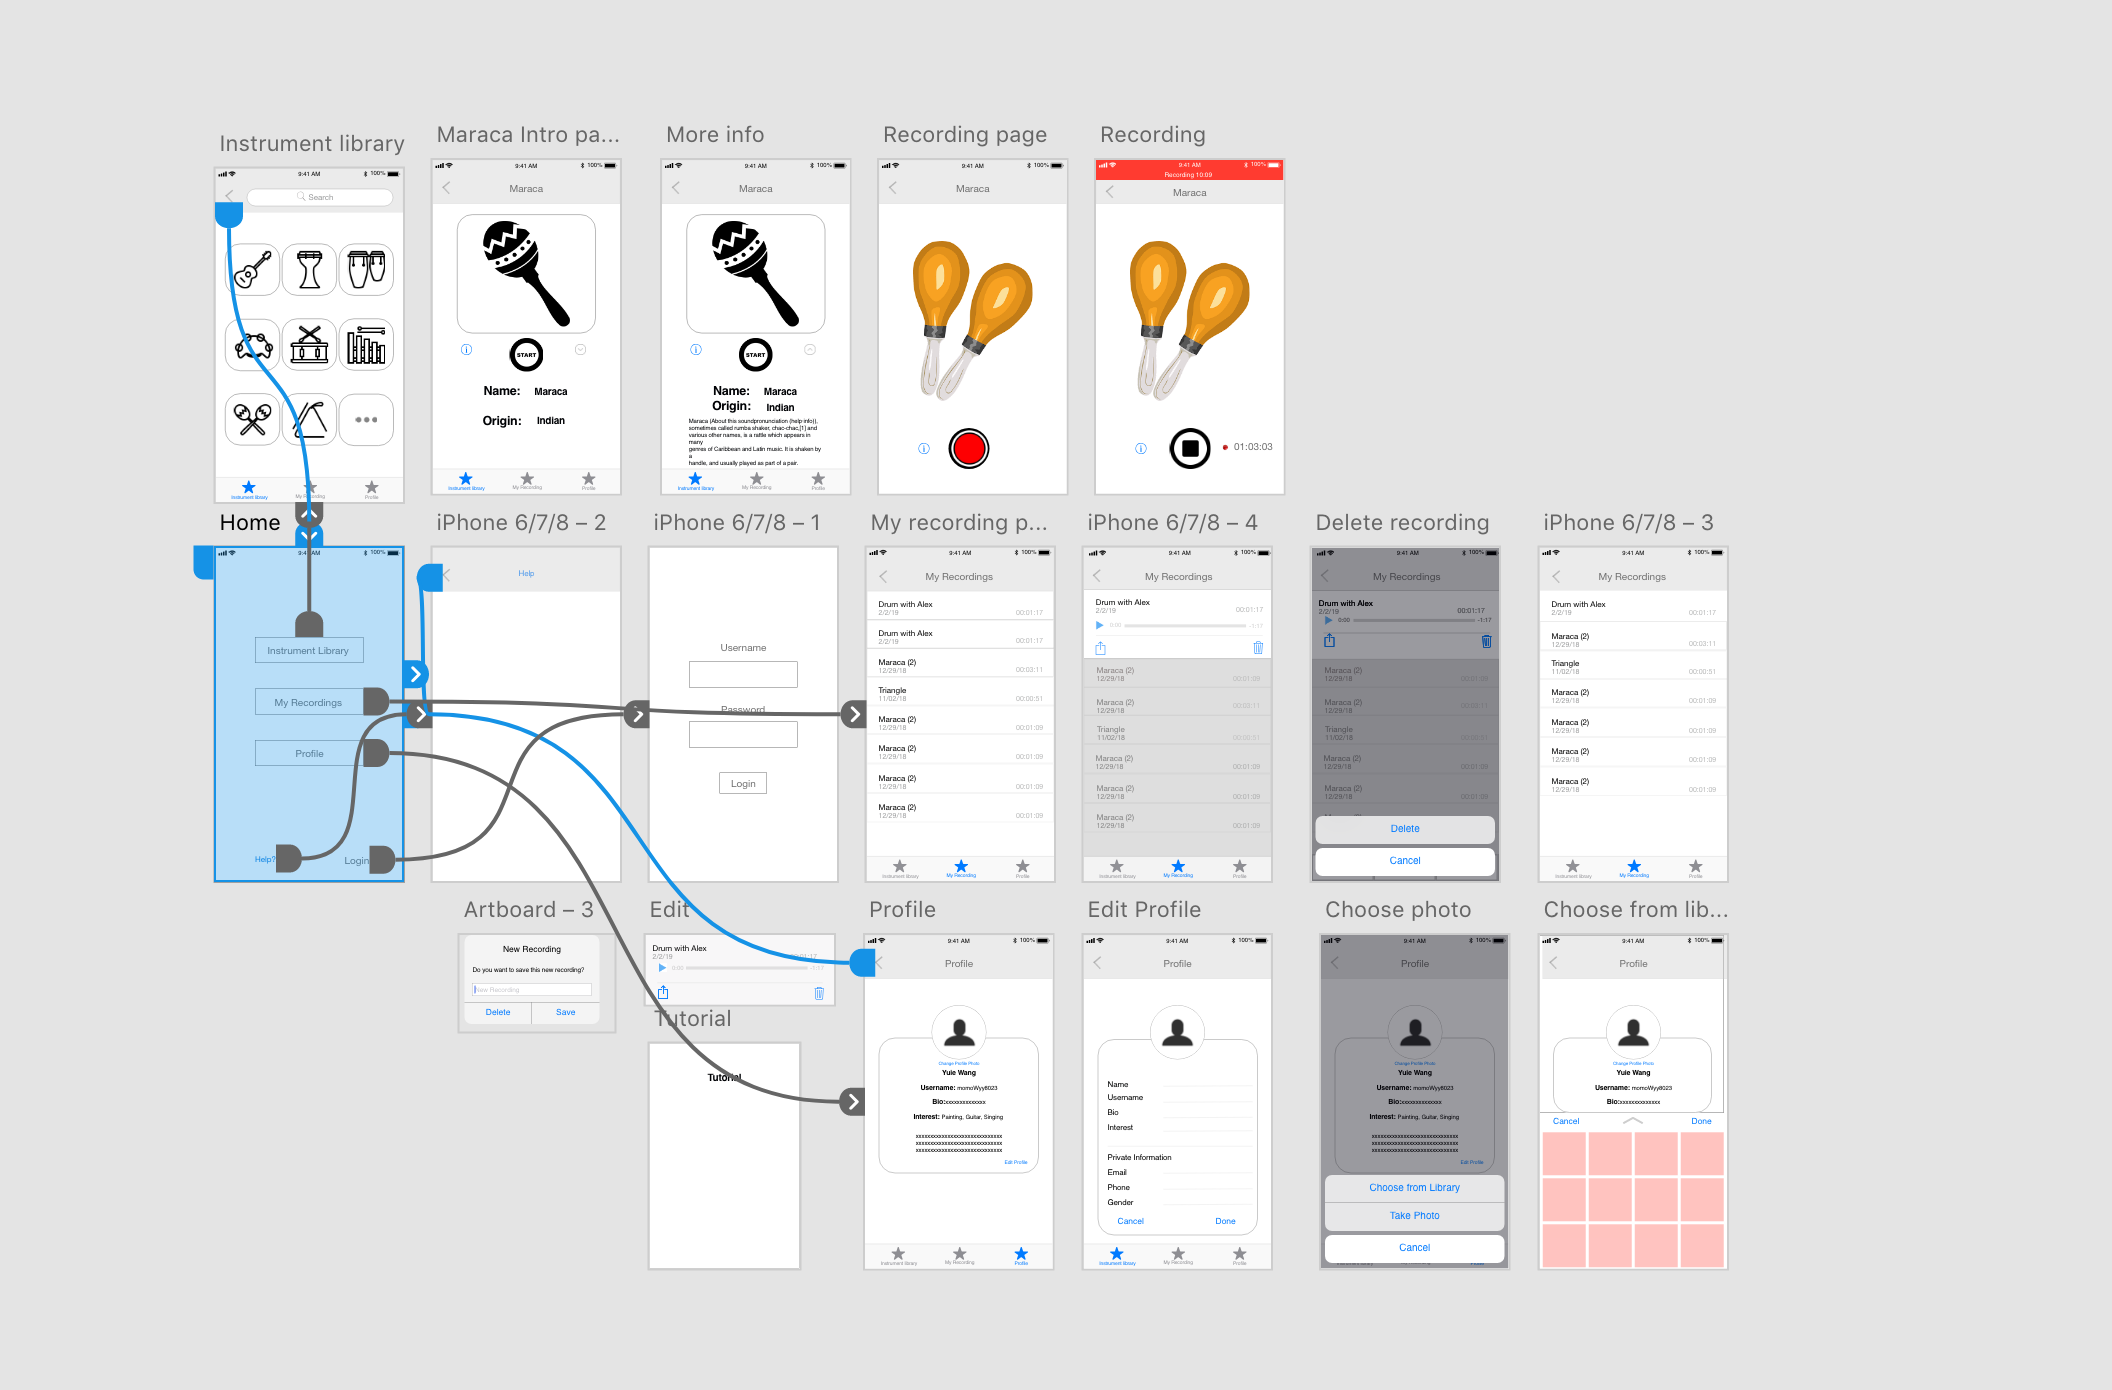 Instrument library
9:41 AM
100%
Search
Instrument library
My Recording
Profile
Maraca Intro pa...
9:41 AM
100%
Maraca
START
Name: Maraca
Origin: Indian
Instrument library
My Recording
Profile
More info
9:41 AM
100%
Maraca
START
Name: Maraca
Origin: Indian
Maraca (About this soundpronunciation (help·info)),
sometimes called rumba shaker, chac-chac,[1] and
various other names, is a rattle which appears in
many
genres of Caribbean and Latin music. It is shaken by
a
handle, and usually played as part of a pair.
Instrument library
My Recording
Profile
Recording page
9:41 AM
100%
Maraca
Recording
9:41 AM
100%
Recording 10:09
Maraca
01:03:03
Home
9:41 AM
100%
Instrument Library
My Recordings
Profile
Help?
Login
iPhone 6/7/8 – 2
Help
iPhone 6/7/8 – 1
Username
Password
Login
My recording p...
9:41 AM
100%
My Recordings
Drum with Alex
2/2/19 00:01:17
Drum with Alex
2/2/19 00:01:17
Maraca (2)
12/29/18 00:03:11
Triangle
11/02/18 00:00:51
Maraca (2)
12/29/18 00:01:09
Maraca (2)
12/29/18 00:01:09
Maraca (2)
12/29/18 00:01:09
Maraca (2)
12/29/18 00:01:09
Instrument library
My Recording
Profile
iPhone 6/7/8 – 4
9:41 AM
100%
My Recordings
Drum with Alex
2/2/19 00:01:17
0:00 -1:17
Maraca (2)
12/29/18 00:01:09
Maraca (2)
12/29/18 00:03:11
Triangle
11/02/18 00:00:51
Maraca (2)
12/29/18 00:01:09
Maraca (2)
12/29/18 00:01:09
Maraca (2)
12/29/18 00:01:09
Instrument library
My Recording
Profile
Delete recording
9:41 AM
100%
My Recordings
Drum with Alex
2/2/19 00:01:17
0:00 -1:17
Maraca (2)
12/29/18 00:01:09
Maraca (2)
12/29/18 00:03:11
Triangle
11/02/18 00:00:51
Maraca (2)
12/29/18 00:01:09
Maraca (2)
12/29/18 00:01:09
Delete
Cancel
iPhone 6/7/8 – 3
9:41 AM
100%
My Recordings
Drum with Alex
2/2/19 00:01:17
Maraca (2)
12/29/18 00:03:11
Triangle
11/02/18 00:00:51
Maraca (2)
12/29/18 00:01:09
Maraca (2)
12/29/18 00:01:09
Maraca (2)
12/29/18 00:01:09
Maraca (2)
12/29/18 00:01:09
Instrument library
My Recording
Profile
Artboard – 3
New Recording
Do you want to save this new recording?
New Recording
Delete Save
Edit
Drum with Alex
2/2/19 00:01:17
0:00 -1:17
Tutorial
Tutorial
Profile
9:41 AM
100%
Profile
Change Profile Photo
Yuie Wang
Username: momoWyy6023
Bio:xxxxxxxxxxxxx
Interest: Painting, Guitar, Singing
xxxxxxxxxxxxxxxxxxxxxxxxxxxxx
xxxxxxxxxxxxxxxxxxxxxxxxxxxxx
xxxxxxxxxxxxxxxxxxxxxxxxxxxxx
Edit Profile
Instrument library
My Recording
Profile
Edit Profile
9:41 AM
100%
Profile
Name
Username
Bio
Interest
Private Information
Email
Phone
Gender
Cancel Done
Instrument library
My Recording
Profile
Choose photo
9:41 AM
100%
Profile
Change Profile Photo
Yuie Wang
Username: momoWyy6023
Bio:xxxxxxxxxxxxx
Interest: Painting, Guitar, Singing
xxxxxxxxxxxxxxxxxxxxxxxxxxxxx
xxxxxxxxxxxxxxxxxxxxxxxxxxxxx
xxxxxxxxxxxxxxxxxxxxxxxxxxxxx
Edit Profile
Choose from Library
Take Photo
Cancel
Choose from lib...
9:41 AM
100%
Profile
Change Profile Photo
Yuie Wang
Username: momoWyy6023
Bio:xxxxxxxxxxxxx
Cancel Done